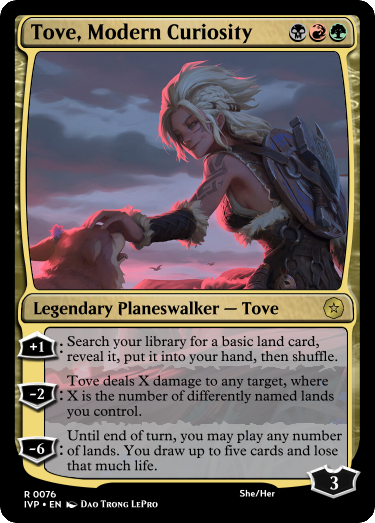 Tove, Modern Curiosity
Legendary Planeswalker — Tove
+1: Search your library for a basic land card,
reveal it, put it into your hand, then shuffle.
-2: Tove deals X damage to any target, where
X is the number of differently named lands
you control.
-6: Until end of turn, you may play any number
of lands. You draw up to five cards and lose
that much life.
3
R 0076
She/Her
IVP • EN Dao Trong LePro